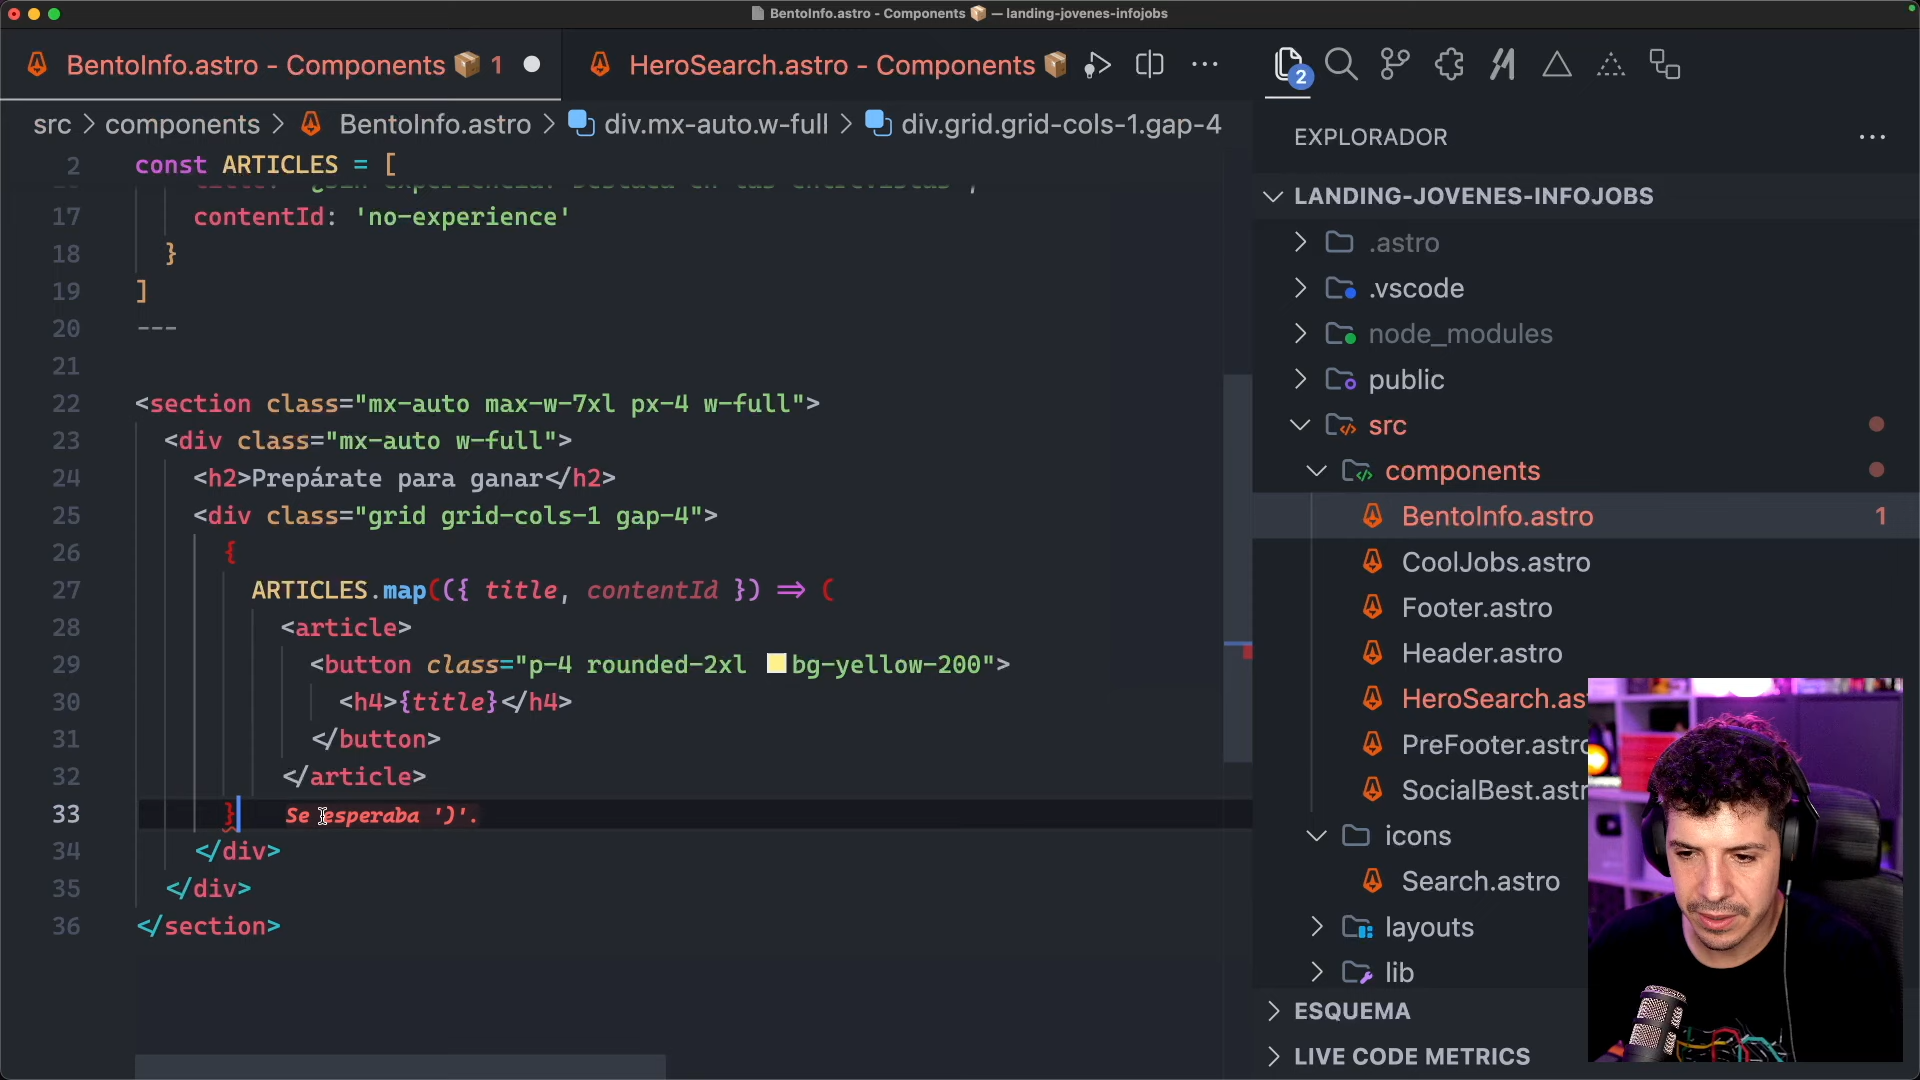 BentoInfo.astro - Components 📦 — landing-jovenes-infojobs
BentoInfo.astro - Components 📦 1
HeroSearch.astro - Components 📦
2
src > components > BentoInfo.astro > div.mx-auto.w-full > div.grid.grid-cols-1.gap-4
2 const ARTICLES = [
17 contentId: 'no-experience'
18 }
19 ]
20 ---
21
22 <section class="mx-auto max-w-7xl px-4 w-full">
23 <div class="mx-auto w-full">
24 <h2>Prepárate para ganar</h2>
25 <div class="grid grid-cols-1 gap-4">
26 {
27 ARTICLES.map(({ title, contentId }) => (
28 <article>
29 <button class="p-4 rounded-2xl bg-yellow-200">
30 <h4>{title}</h4>
31 </button>
32 </article>
33 } Se esperaba ')'.
34 </div>
35 </div>
36 </section>
EXPLORADOR
LANDING-JOVENES-INFOJOBS
.astro
.vscode
node_modules
public
src
components
BentoInfo.astro 1
CoolJobs.astro
Footer.astro
Header.astro
HeroSearch.as
PreFooter.astro
SocialBest.astr
icons
Search.astro
layouts
lib
ESQUEMA
LIVE CODE METRICS